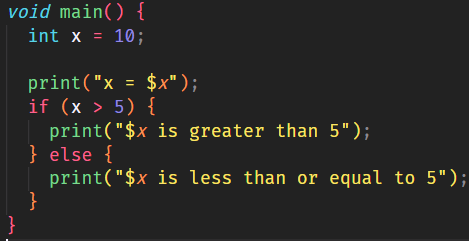 void main() {
  int x = 10;

  print("x = $x");
  if (x > 5) {
    print("$x is greater than 5");
  } else {
    print("$x is less than or equal to 5");
  }
}